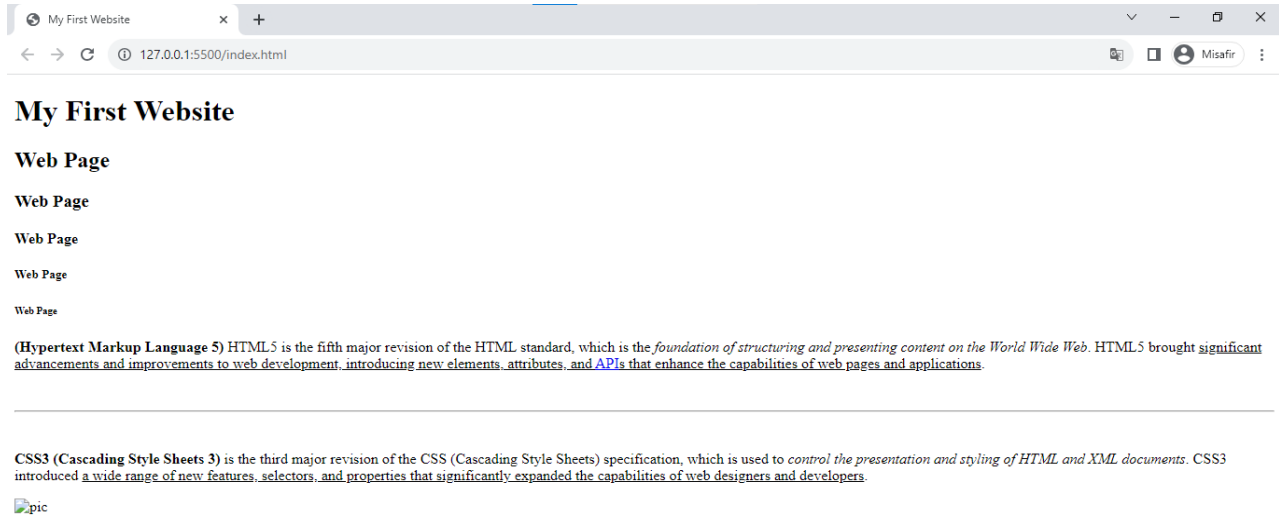 My First Website
127.0.0.1:5500/index.html
Misafir
My First Website
Web Page
Web Page
Web Page
Web Page
Web Page
(Hypertext Markup Language 5) HTML5 is the fifth major revision of the HTML standard, which is the foundation of structuring and presenting content on the World Wide Web. HTML5 brought significant
advancements and improvements to web development, introducing new elements, attributes, and APIs that enhance the capabilities of web pages and applications.
CSS3 (Cascading Style Sheets 3) is the third major revision of the CSS (Cascading Style Sheets) specification, which is used to control the presentation and styling of HTML and XML documents. CSS3
introduced a wide range of new features, selectors, and properties that significantly expanded the capabilities of web designers and developers.
pic